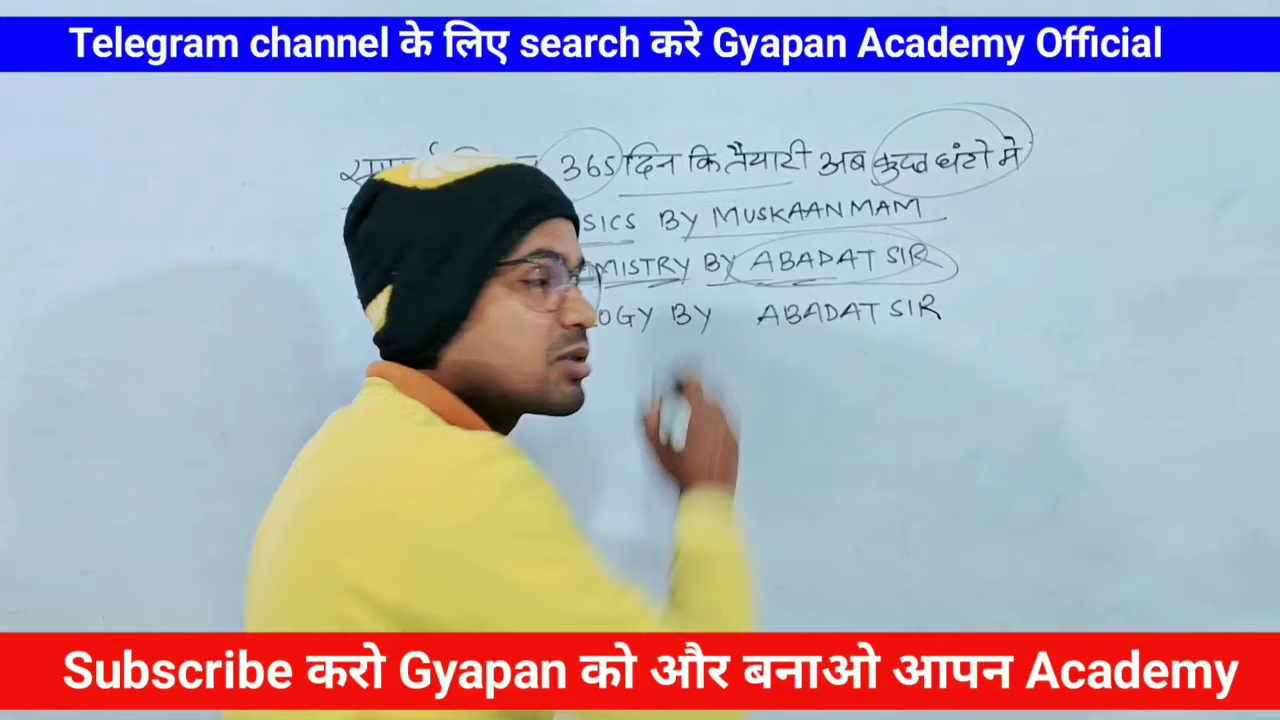 Telegram channel के लिए search करे Gyapan Academy Official
365 दिन कि तैयारी अब कुछ घंटो मे
SICS BY MUSKAAN MAM
MISTRY BY ABADAT SIR
OGY BY ABADAT SIR
Subscribe करो Gyapan को और बनाओ आपन Academy